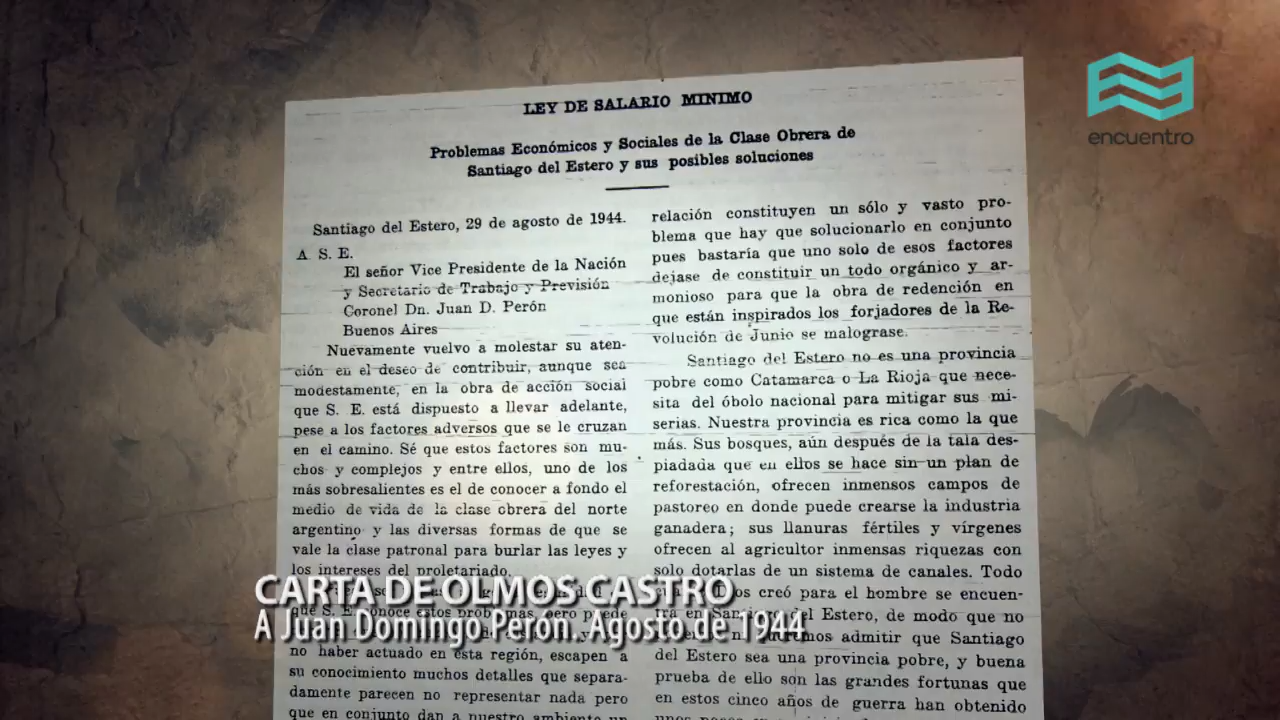 encuentro
LEY DE SALARIO MINIMO
Problemas Económicos y Sociales de la Clase Obrera de
Santiago del Estero y sus posibles soluciones
Santiago del Estero, 29 de agosto de 1944.
A S. E.
El señor Vice Presidente de la Nación
y Secretario de Trabajo y Previsión
Coronel Dn. Juan D. Perón
Buenos Aires
Nuevamente vuelvo a molestar su aten-
ción en el deseo de contribuir, aunque sea
modestamente, en la obra de acción social
que S. E. está dispuesto a llevar adelante,
pese a los factores adversos que se le cruzan
en el camino. Sé que estos factores son mu-
chos y complejos y entre ellos, uno de los
más sobresalientes es el de conocer a fondo el
medio de vida de la clase obrera del norte
argentino y las diversas formas de que se
vale la clase patronal para burlar las leyes y
los intereses del proletariado.
que S. E. conoce estos problemas, pero puede
no haber actuado en esta región, escapen a
su conocimiento muchos detalles que separa-
damente parecen no representar nada pero
que en conjunto dan a nuestro ambiente un
relación constituyen un sólo y vasto pro-
blema que hay que solucionarlo en conjunto
pues bastaría que uno solo de esos factores
dejase de constituir un todo orgánico y ar-
monioso para que la obra de redención en
que están inspirados los forjadores de la Re-
volución de Junio se malograse.
Santiago del Estero no es una provincia
pobre como Catamarca o La Rioja que nece-
sita del óbolo nacional para mitigar sus mi-
serias. Nuestra provincia es rica como la que
más. Sus bosques, aún después de la tala des-
piadada que en ellos se hace sin un plan de
reforestación, ofrecen inmensos campos de
pastoreo en donde puede crearse la industria
ganadera; sus llanuras fértiles y vírgenes
ofrecen al agricultor inmensas riquezas con
solo dotarlas de un sistema de canales. Todo
creó para el hombre se encuen-
tra en Santiago del Estero, de modo que no
admitir que Santiago
del Estero sea una provincia pobre, y buena
prueba de ello son las grandes fortunas que
en estos cinco años de guerra han obtenido
CARTA DE OLMOS CASTRO
A Juan Domingo Perón. Agosto de 1944